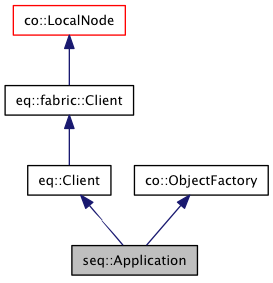 co::LocalNode
eq::fabric::Client
eq::Client
co::ObjectFactory
seq::Application